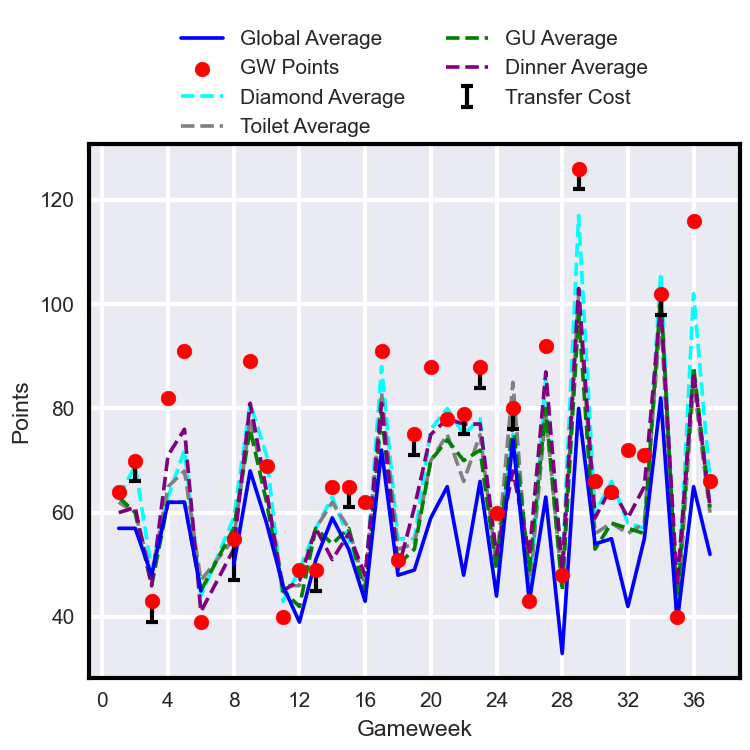 Global Average
GW Points
Diamond Average
Toilet Average
GU Average
Dinner Average
Transfer Cost
Points
120
100
80
60
40
0 4 8 12 16 20 24 28 32 36
Gameweek